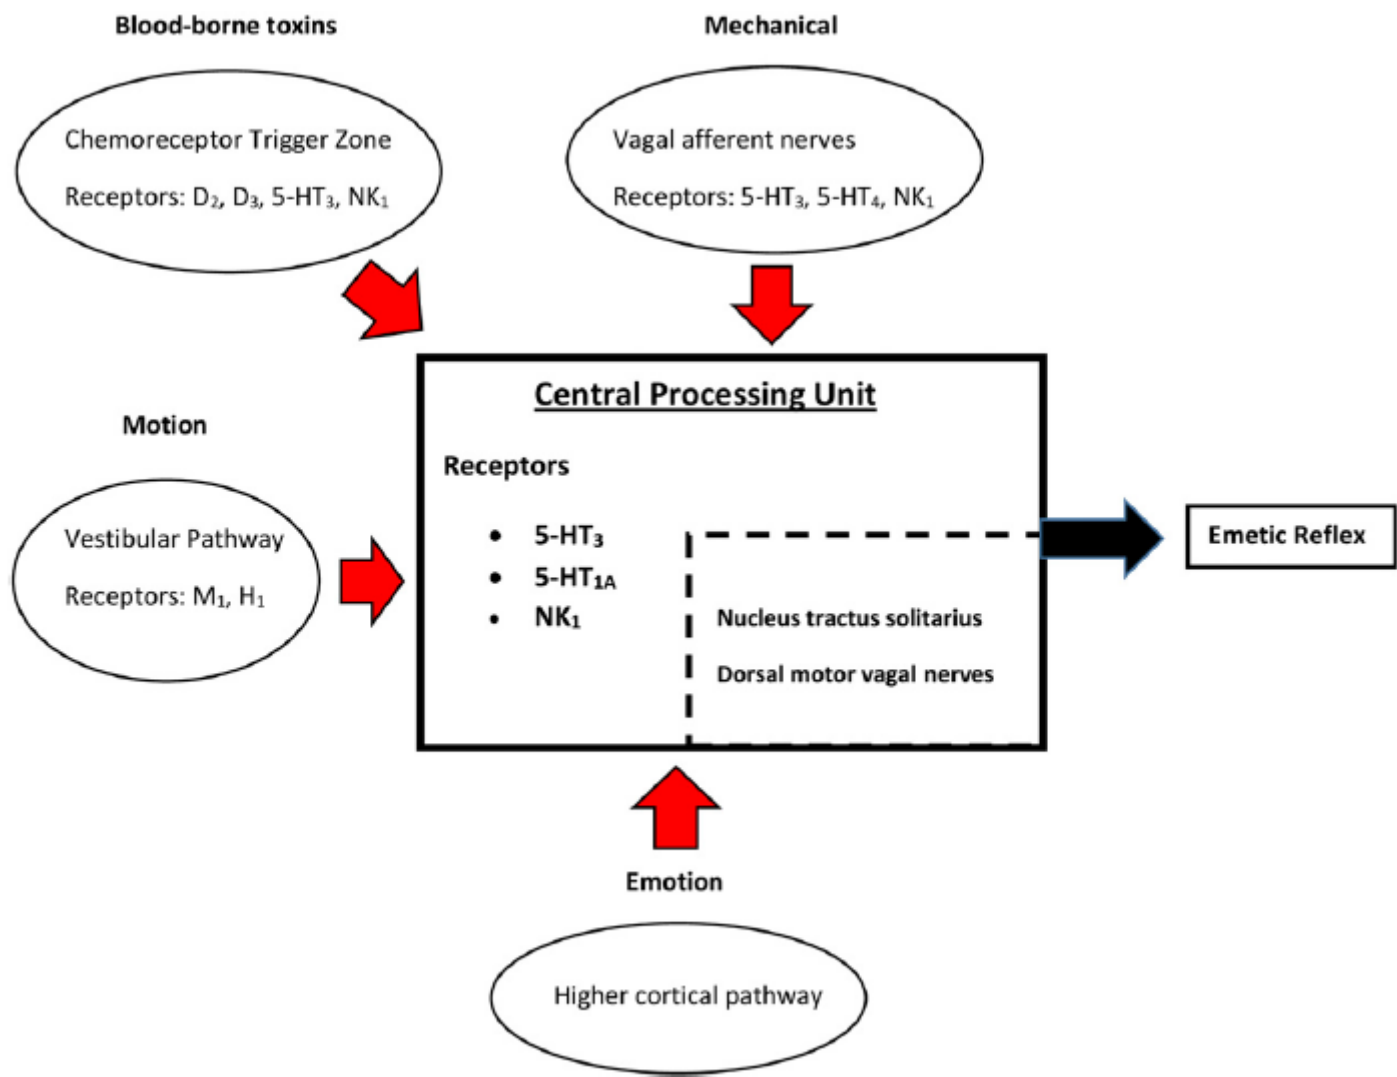 Blood-borne toxins
Chemoreceptor Trigger Zone
Receptors: D₂, D₃, 5-HT₃, NK₁
Mechanical
Vagal afferent nerves
Receptors: 5-HT₃, 5-HT₄, NK₁
Motion
Vestibular Pathway
Receptors: M₁, H₁
Central Processing Unit
Receptors
• 5-HT₃
• 5-HT₁ₐ
• NK₁
Nucleus tractus solitarius
Dorsal motor vagal nerves
Emetic Reflex
Emotion
Higher cortical pathway